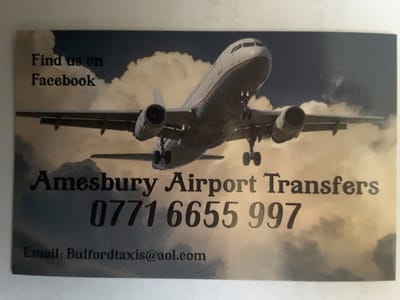 Find us on
Facebook
Amesbury Airport Transfers
0771 6655 997
Email: Bulfordtaxis@aol.com